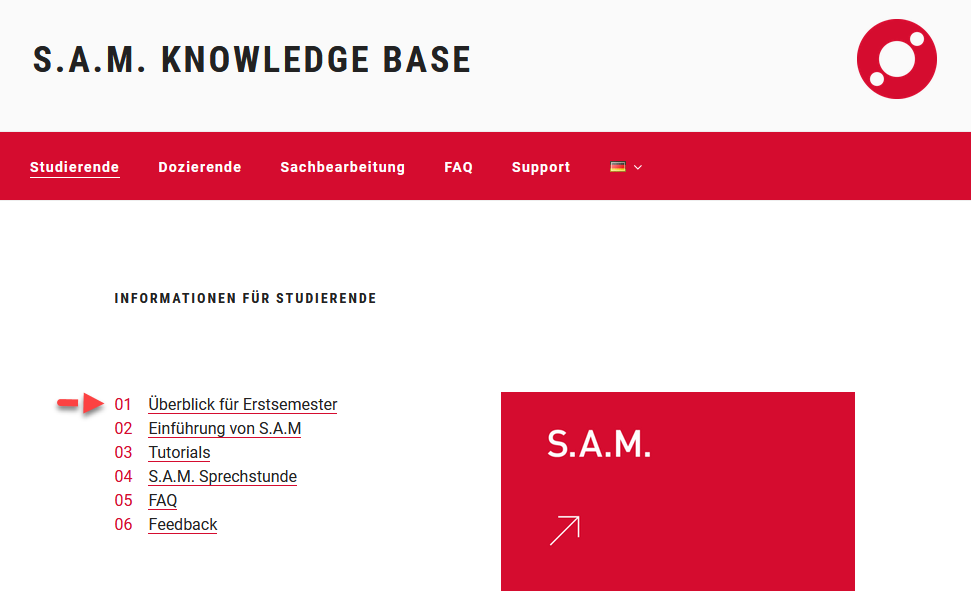 S.A.M. KNOWLEDGE BASE
Studierende Dozierende Sachbearbeitung FAQ Support
INFORMATIONEN FÜR STUDIERENDE
01 Überblick für Erstsemester
02 Einführung von S.A.M
03 Tutorials
04 S.A.M. Sprechstunde
05 FAQ
06 Feedback
S.A.M.